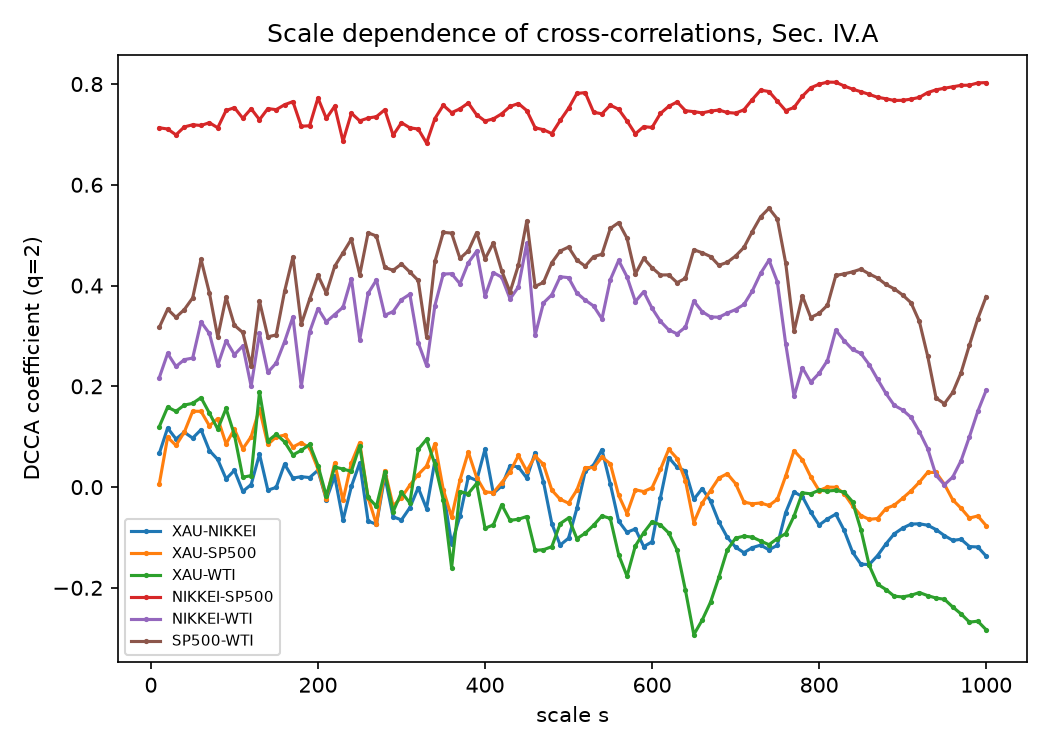 Scale dependence of cross-correlations, Sec. IV.A
DCCA coefficient (q=2)
0.8
0.6
0.4
0.2
0.0
−0.2
XAU-NIKKEI
XAU-SP500
XAU-WTI
NIKKEI-SP500
NIKKEI-WTI
SP500-WTI
0 200 400 600 800 1000
scale s